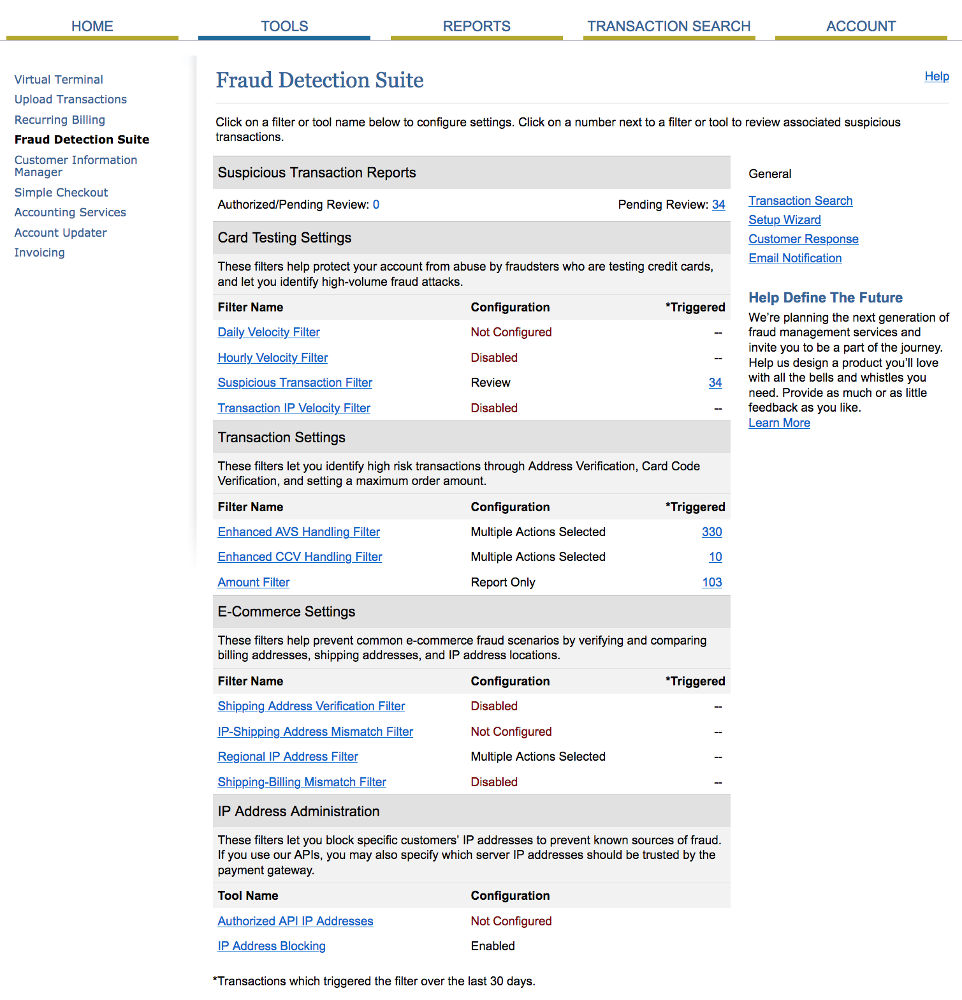 HOME TOOLS REPORTS TRANSACTION SEARCH ACCOUNT
Virtual Terminal
Upload Transactions
Recurring Billing
Fraud Detection Suite
Customer Information
Manager
Simple Checkout
Accounting Services
Account Updater
Invoicing
Fraud Detection Suite
Help
Click on a filter or tool name below to configure settings. Click on a number next to a filter or tool to review associated suspicious
transactions.
Suspicious Transaction Reports
Authorized/Pending Review: 0 Pending Review: 34
Card Testing Settings
These filters help protect your account from abuse by fraudsters who are testing credit cards,
and let you identify high-volume fraud attacks.
Filter Name Configuration *Triggered
Daily Velocity Filter Not Configured --
Hourly Velocity Filter Disabled --
Suspicious Transaction Filter Review 34
Transaction IP Velocity Filter Disabled --
Transaction Settings
These filters let you identify high risk transactions through Address Verification, Card Code
Verification, and setting a maximum order amount.
Filter Name Configuration *Triggered
Enhanced AVS Handling Filter Multiple Actions Selected 330
Enhanced CCV Handling Filter Multiple Actions Selected 10
Amount Filter Report Only 103
E-Commerce Settings
These filters help prevent common e-commerce fraud scenarios by verifying and comparing
billing addresses, shipping addresses, and IP address locations.
Filter Name Configuration *Triggered
Shipping Address Verification Filter Disabled --
IP-Shipping Address Mismatch Filter Not Configured --
Regional IP Address Filter Multiple Actions Selected --
Shipping-Billing Mismatch Filter Disabled --
IP Address Administration
These filters let you block specific customers’ IP addresses to prevent known sources of fraud.
If you use our APIs, you may also specify which server IP addresses should be trusted by the
payment gateway.
Tool Name Configuration
Authorized API IP Addresses Not Configured
IP Address Blocking Enabled
*Transactions which triggered the filter over the last 30 days.
General
Transaction Search
Setup Wizard
Customer Response
Email Notification
Help Define The Future
We’re planning the next generation of
fraud management services and
invite you to be a part of the journey.
Help us design a product you’ll love
with all the bells and whistles you
need. Provide as much or as little
feedback as you like.
Learn More